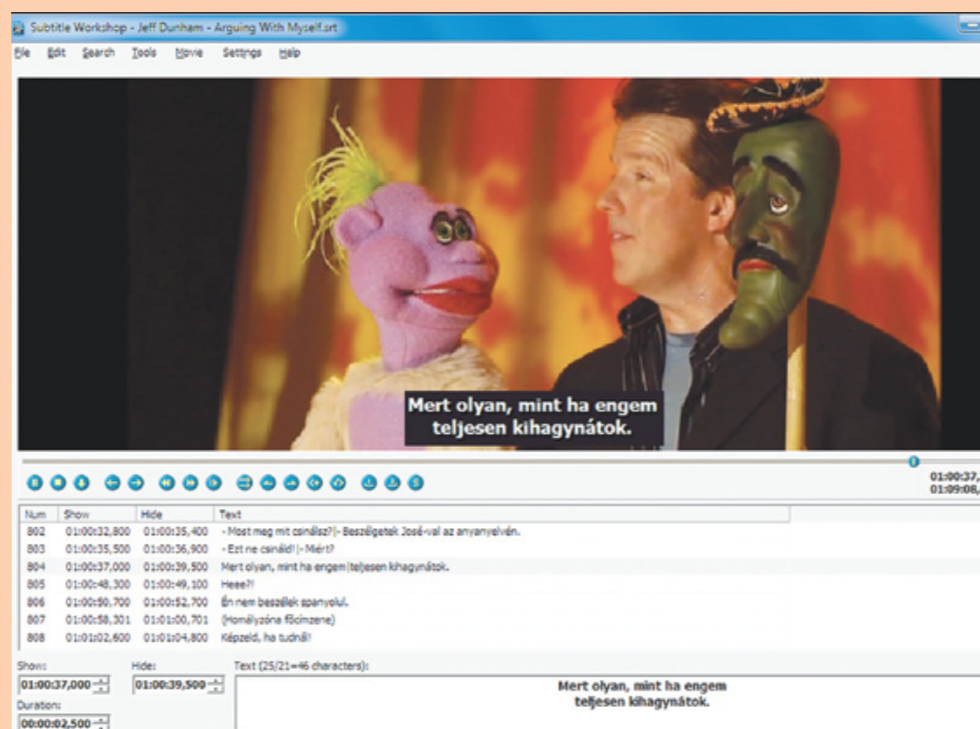 Subtitle Workshop - Jeff Dunham - Arguing With Myself.srt
File Edit Search Tools Movie Settings Help
Mert olyan, mint ha engem
teljesen kihagynátok.
01:00:37,
01:09:08,
Num Show Hide Text
802 01:00:32,800 01:00:35,400 - Most meg mit csinálsz?|- Beszélgetek José-val az anyanyelvén.
803 01:00:35,500 01:00:36,900 - Ezt ne csináld!|- Miért?
804 01:00:37,000 01:00:39,500 Mert olyan, mint ha engem|teljesen kihagynátok.
805 01:00:48,300 01:00:49,100 Heee?!
806 01:00:50,700 01:00:52,700 Én nem beszélek spanyolul.
807 01:00:58,301 01:01:00,701 (Homályzóna főcímzene)
808 01:01:02,600 01:01:04,800 Képzeld, ha tudnál!
Show: Hide: Text (25/21=46 characters):
01:00:37,000 01:00:39,500 Mert olyan, mint ha engem
teljesen kihagynátok.
Duration:
00:00:02,500